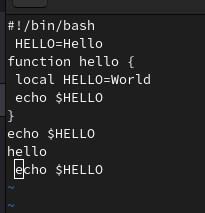 #!/bin/bash
 HELLO=Hello
function hello {
 local HELLO=World
 echo $HELLO
}
echo $HELLO
hello
 echo $HELLO
~
~